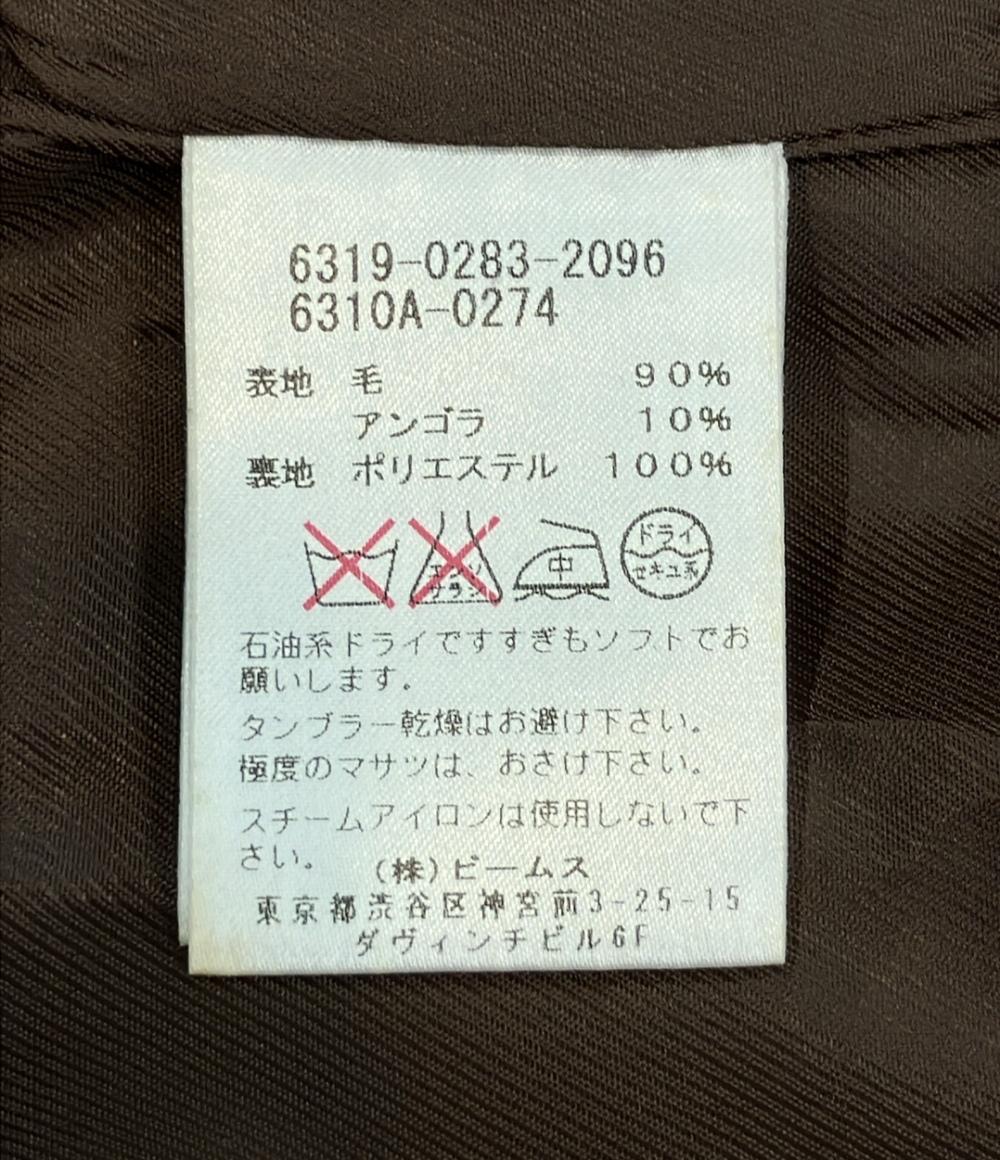 6319-0283-2096
6310A-0274
表地 毛 90%
アンゴラ 10%
裏地 ポリエステル 100%
エンソサラシ
中
ドライ
セキユ系
石油系ドライですすぎもソフトでお
願いします。
タンブラー乾燥はお避け下さい。
極度のマサツは、おさけ下さい。
スチームアイロンは使用しないで下
さい。
(株)ビームス
東京都渋谷区神宮前3-25-15
ダヴィンチビル6F